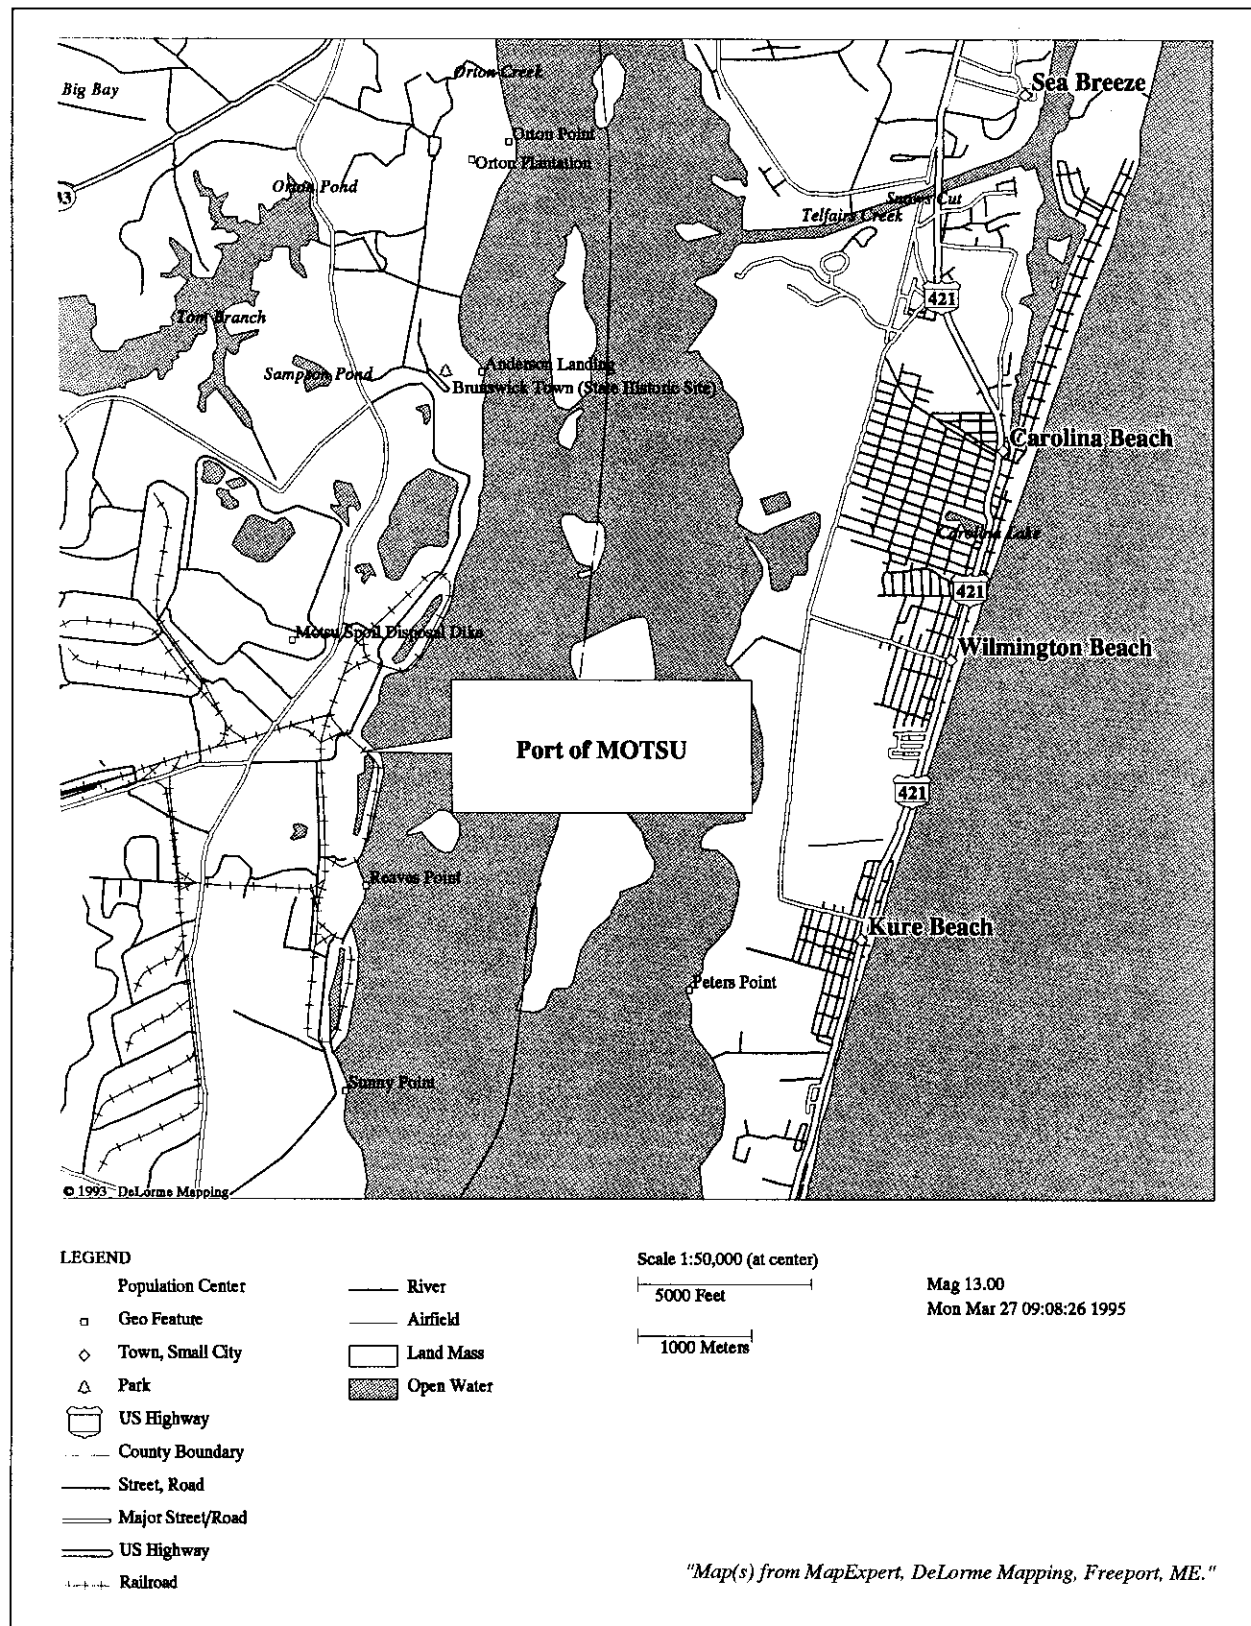 Sea Breeze
Big Bay
Orton Creek
Orton Point
Orton Plantation
Orton Pond
Snows Cut
Telfairs Creek
421
Tom Branch
Sampson Pond
Anderson Landing
Brunswick Town (State Historic Site)
Carolina Beach
Carolina Lake
421
Motsu Spoil Disposal Dike
Wilmington Beach
Port of MOTSU
421
Reaves Point
Kure Beach
Peters Point
Sunny Point
© 1993 DeLorme Mapping
LEGEND
Population Center
Geo Feature
Town, Small City
Park
US Highway
County Boundary
Street, Road
Major Street/Road
US Highway
Railroad
River
Airfield
Land Mass
Open Water
Scale 1:50,000 (at center)
5000 Feet
1000 Meters
Mag 13.00
Mon Mar 27 09:08:26 1995
"Map(s) from MapExpert, DeLorme Mapping, Freeport, ME."